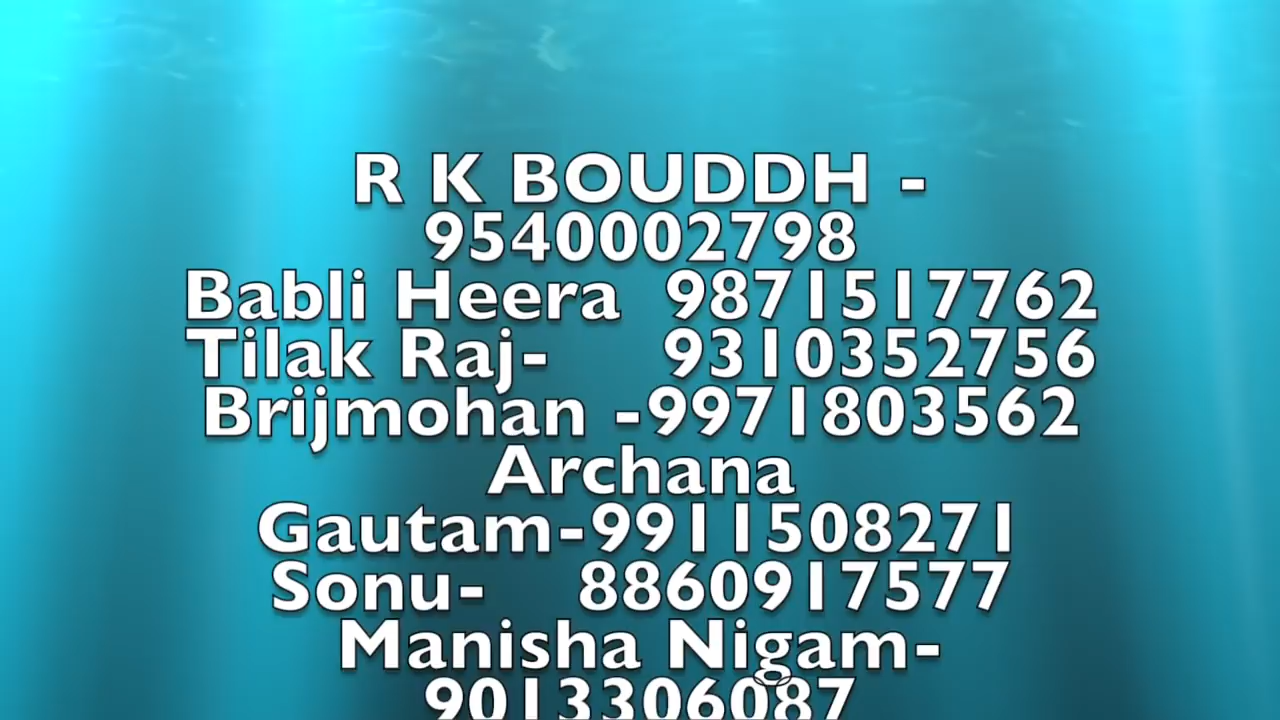 R K BOUDDH -
9540002798
Babli Heera 9871517762
Tilak Raj- 9310352756
Brijmohan -9971803562
Archana
Gautam-9911508271
Sonu- 8860917577
Manisha Nigam-
9013306087